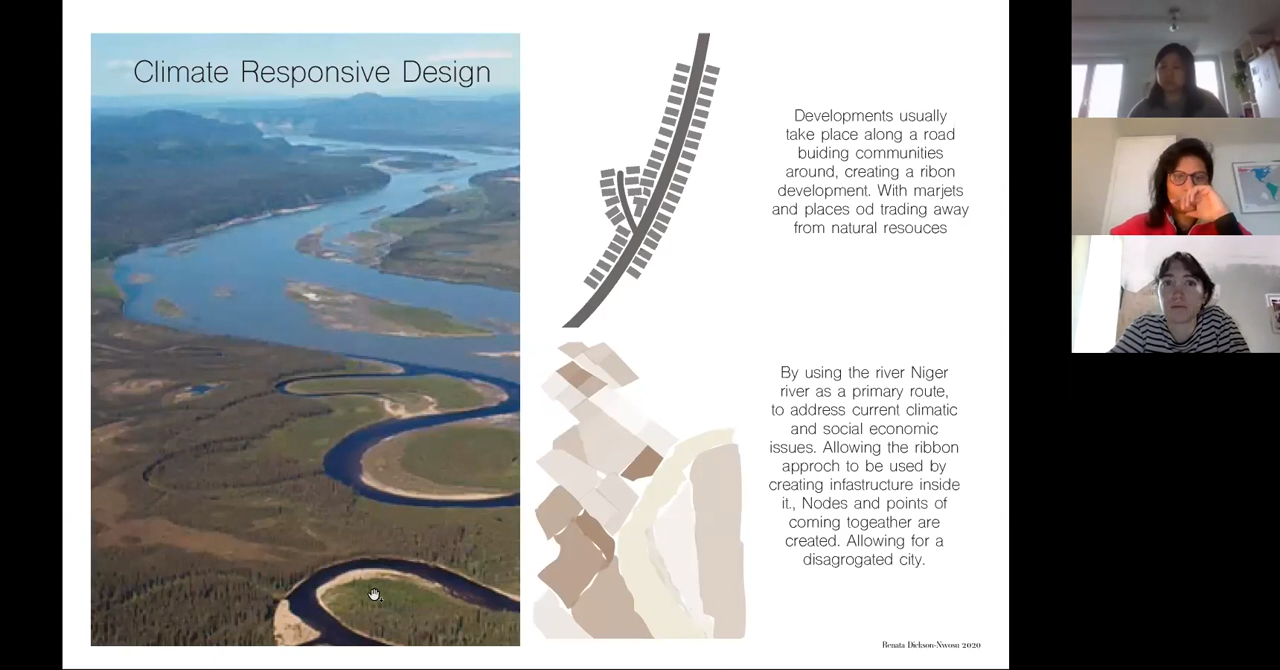 Climate Responsive Design
Developments usually
take place along a road
buiding communities
around, creating a ribon
development. With marjets
and places od trading away
from natural resouces
By using the river Niger
river as a primary route,
to address current climatic
and social economic
issues. Allowing the ribbon
approch to be used by
creating infastructure inside
it., Nodes and points of
coming togeather are
created. Allowing for a
disagrogated city.
Renata Dickson-Nwosu 2020